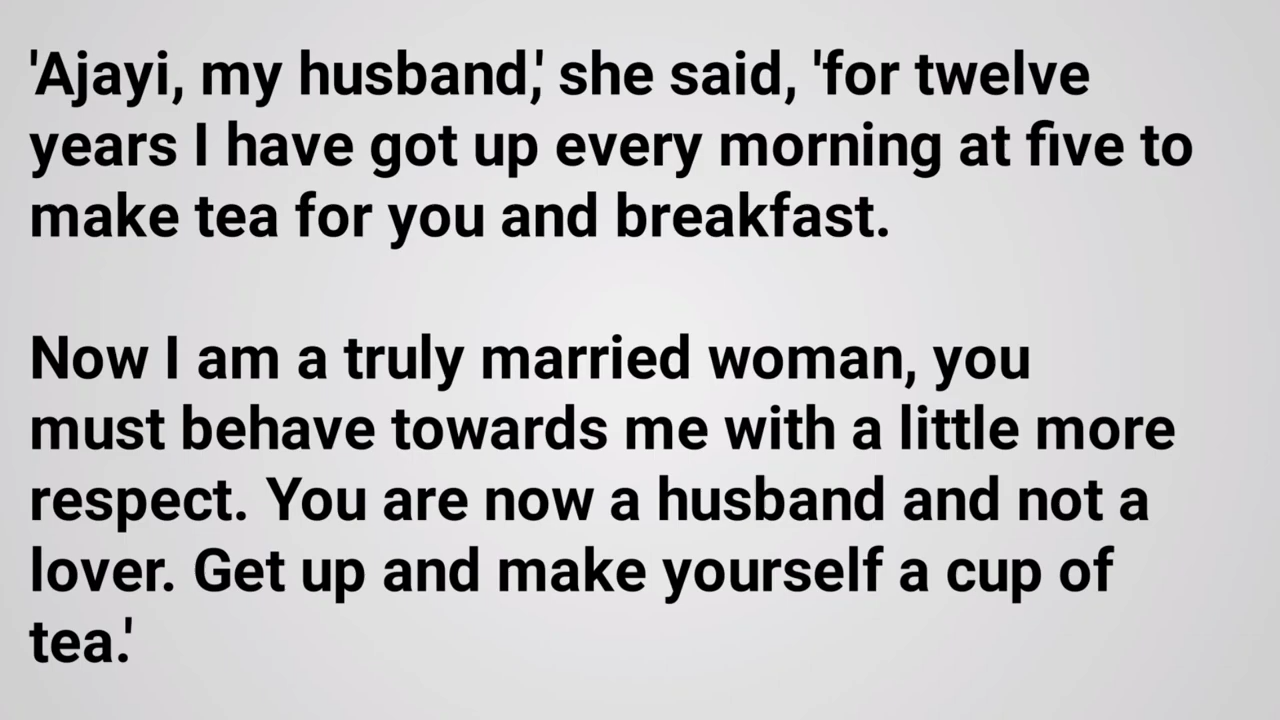 'Ajayi, my husband,' she said, 'for twelve
years I have got up every morning at five to
make tea for you and breakfast.
Now I am a truly married woman, you
must behave towards me with a little more
respect. You are now a husband and not a
lover. Get up and make yourself a cup of
tea.'